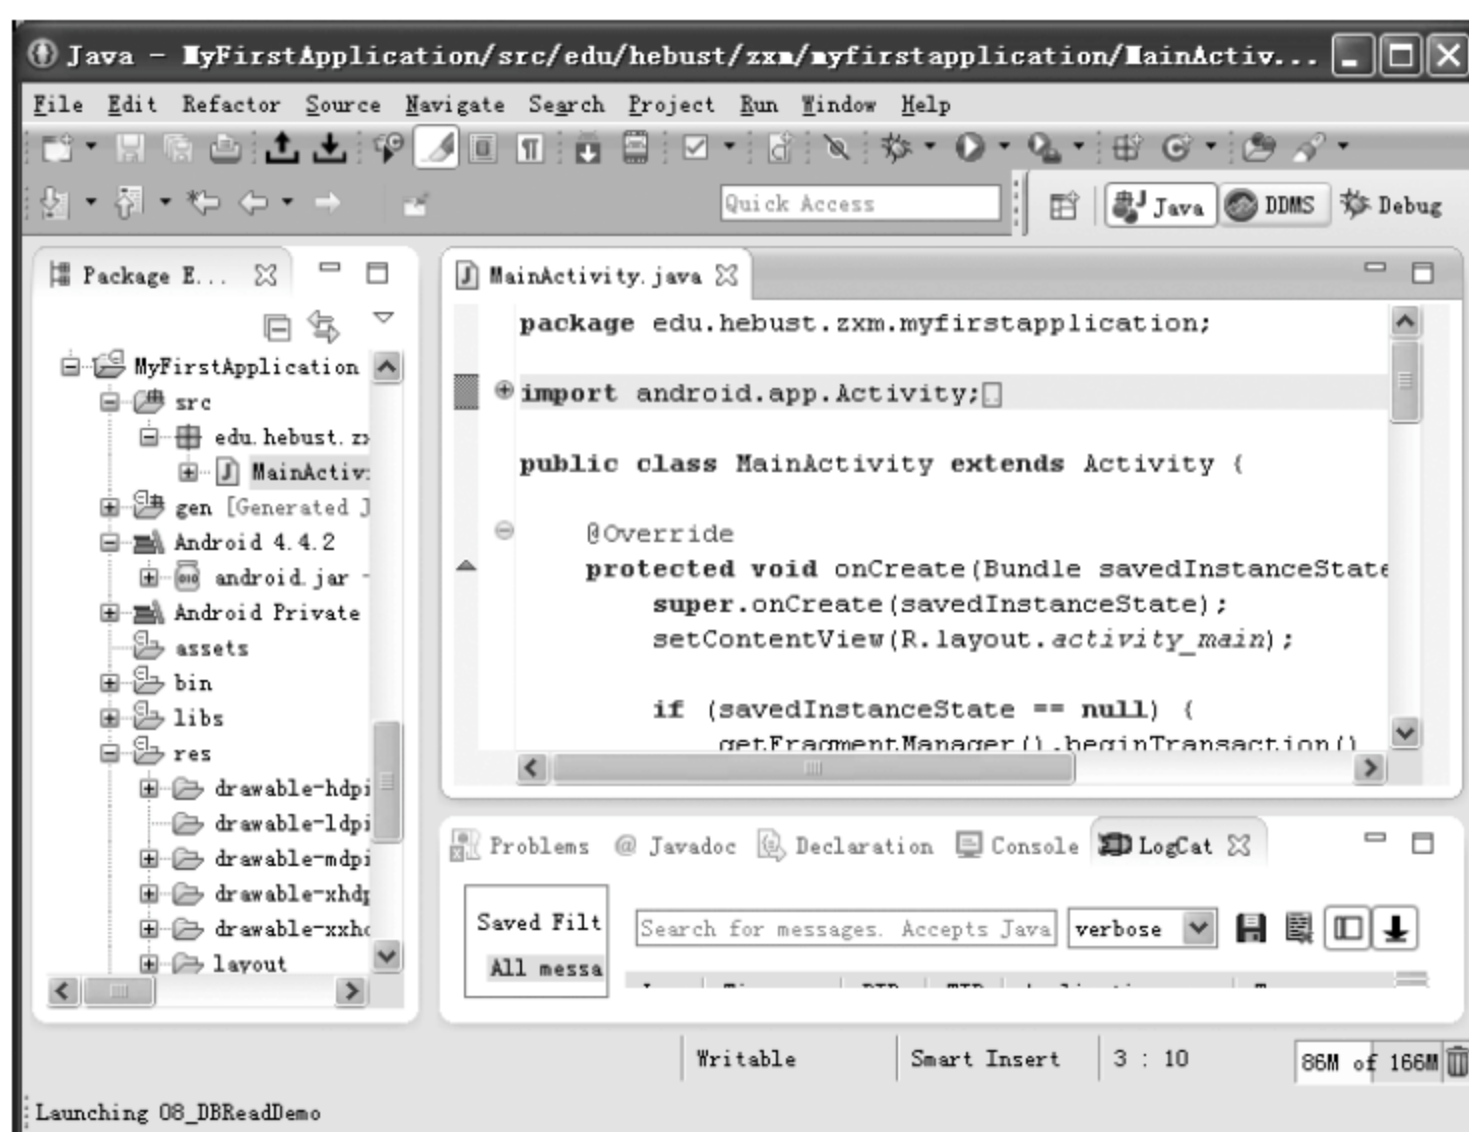 Java - MyFirstApplication/src/edu/hebust/zxm/myfirstapplication/MainActiv...
File Edit Refactor Source Navigate Search Project Run Window Help
Quick Access
Java DDMS Debug
Package E...
MyFirstApplication
src
edu.hebust.zx
MainActiv
gen [Generated J
Android 4.4.2
android.jar -
Android Private
assets
bin
libs
res
drawable-hdpi
drawable-ldpi
drawable-mdpi
drawable-xhdp
drawable-xxhd
layout
MainActivity.java
package edu.hebust.zxm.myfirstapplication;
import android.app.Activity;
public class MainActivity extends Activity {
@Override
protected void onCreate(Bundle savedInstanceState
super.onCreate(savedInstanceState);
setContentView(R.layout.activity_main);
if (savedInstanceState == null) {
getFragmentManager().beginTransaction()
Problems @ Javadoc Declaration Console LogCat
Saved Filt
All messa
Search for messages. Accepts Java
verbose
Writable Smart Insert 3 : 10 86M of 166M
Launching 08_DBReadDemo